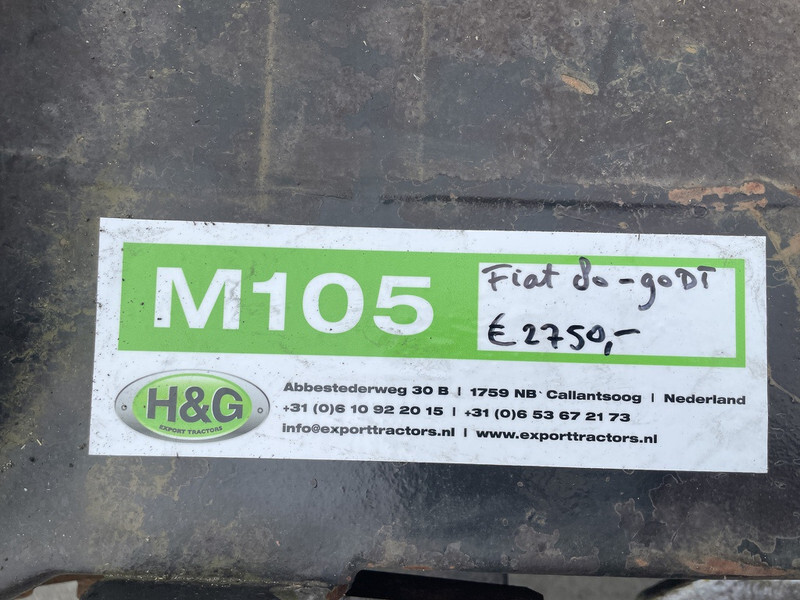 M105
Fiat 80-90DT
€ 2750,-
H&G
EXPORT TRACTORS
Abbestederweg 30 B | 1759 NB Callantsoog | Nederland
+31 (0)6 10 92 20 15 | +31 (0)6 53 67 21 73
info@exporttractors.nl | www.exporttractors.nl